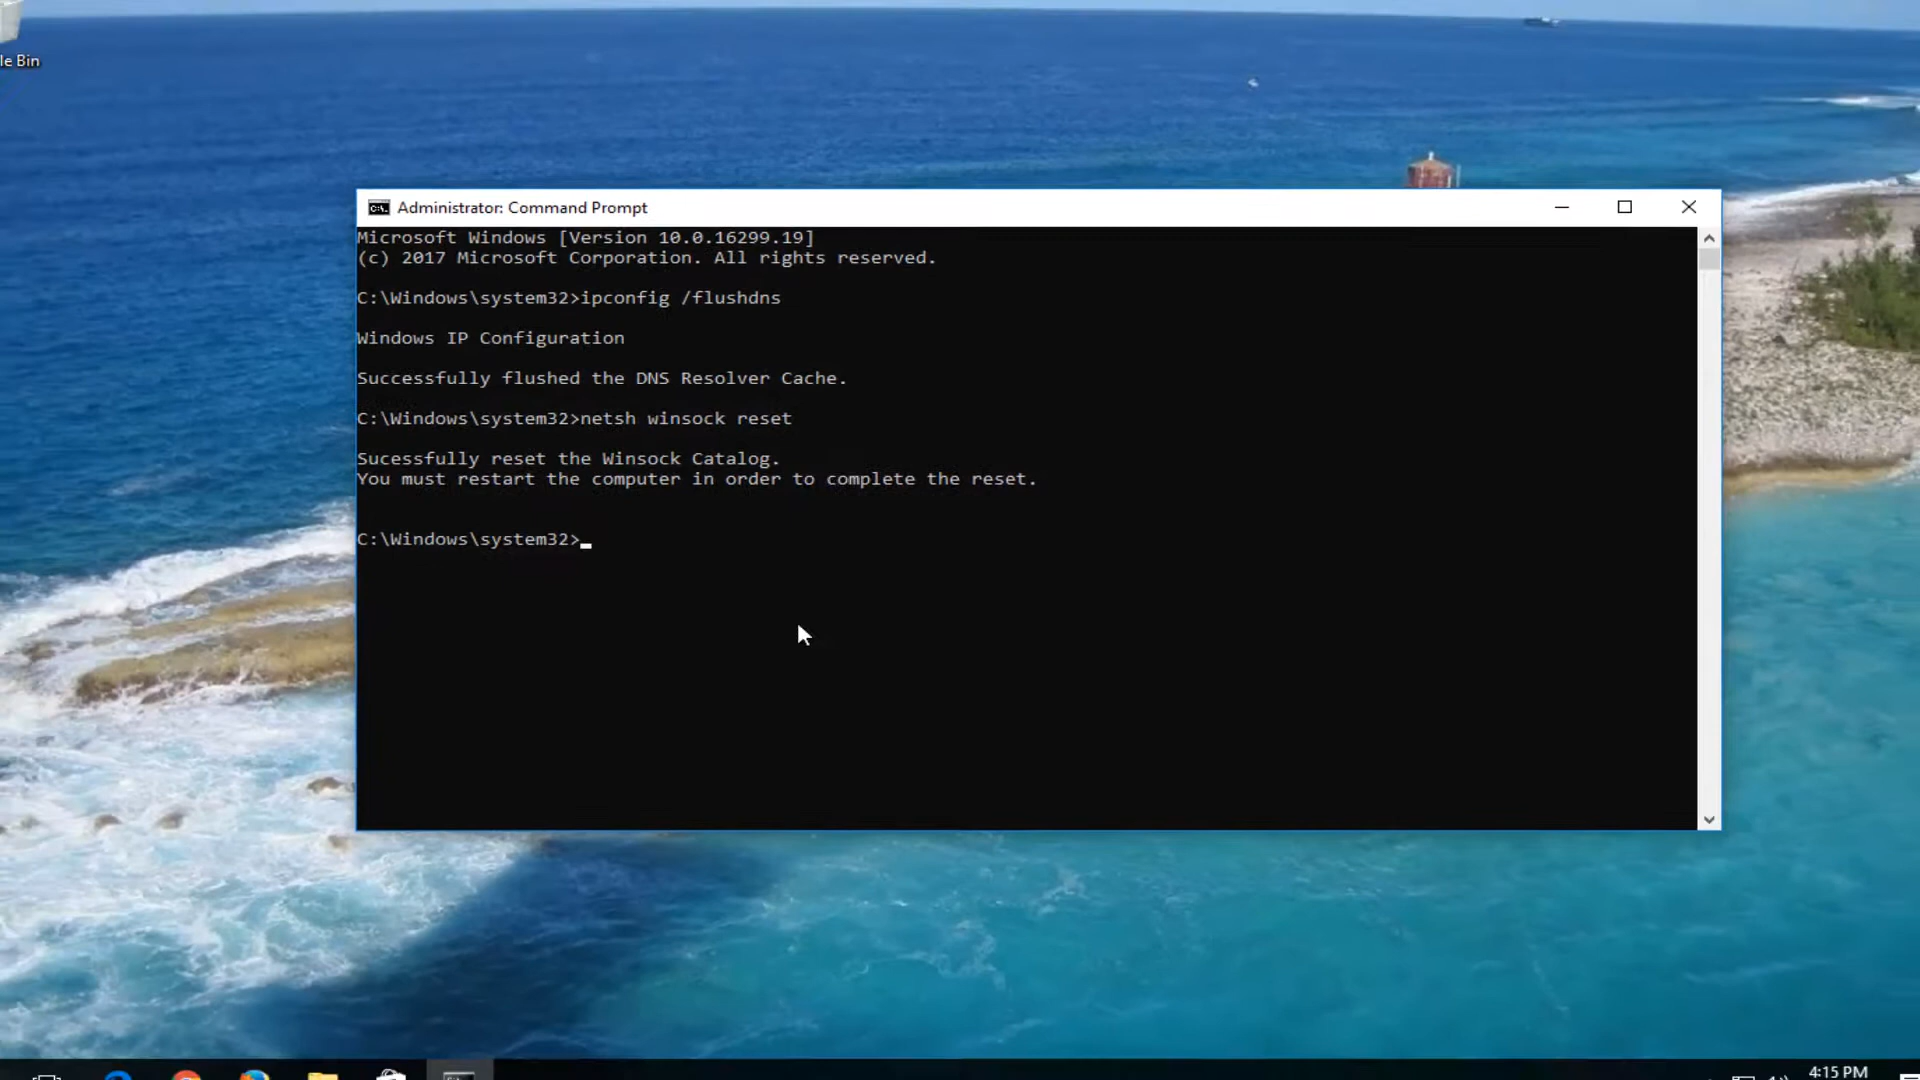 le Bin
Administrator: Command Prompt
Microsoft Windows [Version 10.0.16299.19]
(c) 2017 Microsoft Corporation. All rights reserved.
C:\Windows\system32>ipconfig /flushdns
Windows IP Configuration
Successfully flushed the DNS Resolver Cache.
C:\Windows\system32>netsh winsock reset
Sucessfully reset the Winsock Catalog.
You must restart the computer in order to complete the reset.
C:\Windows\system32>
4:15 PM